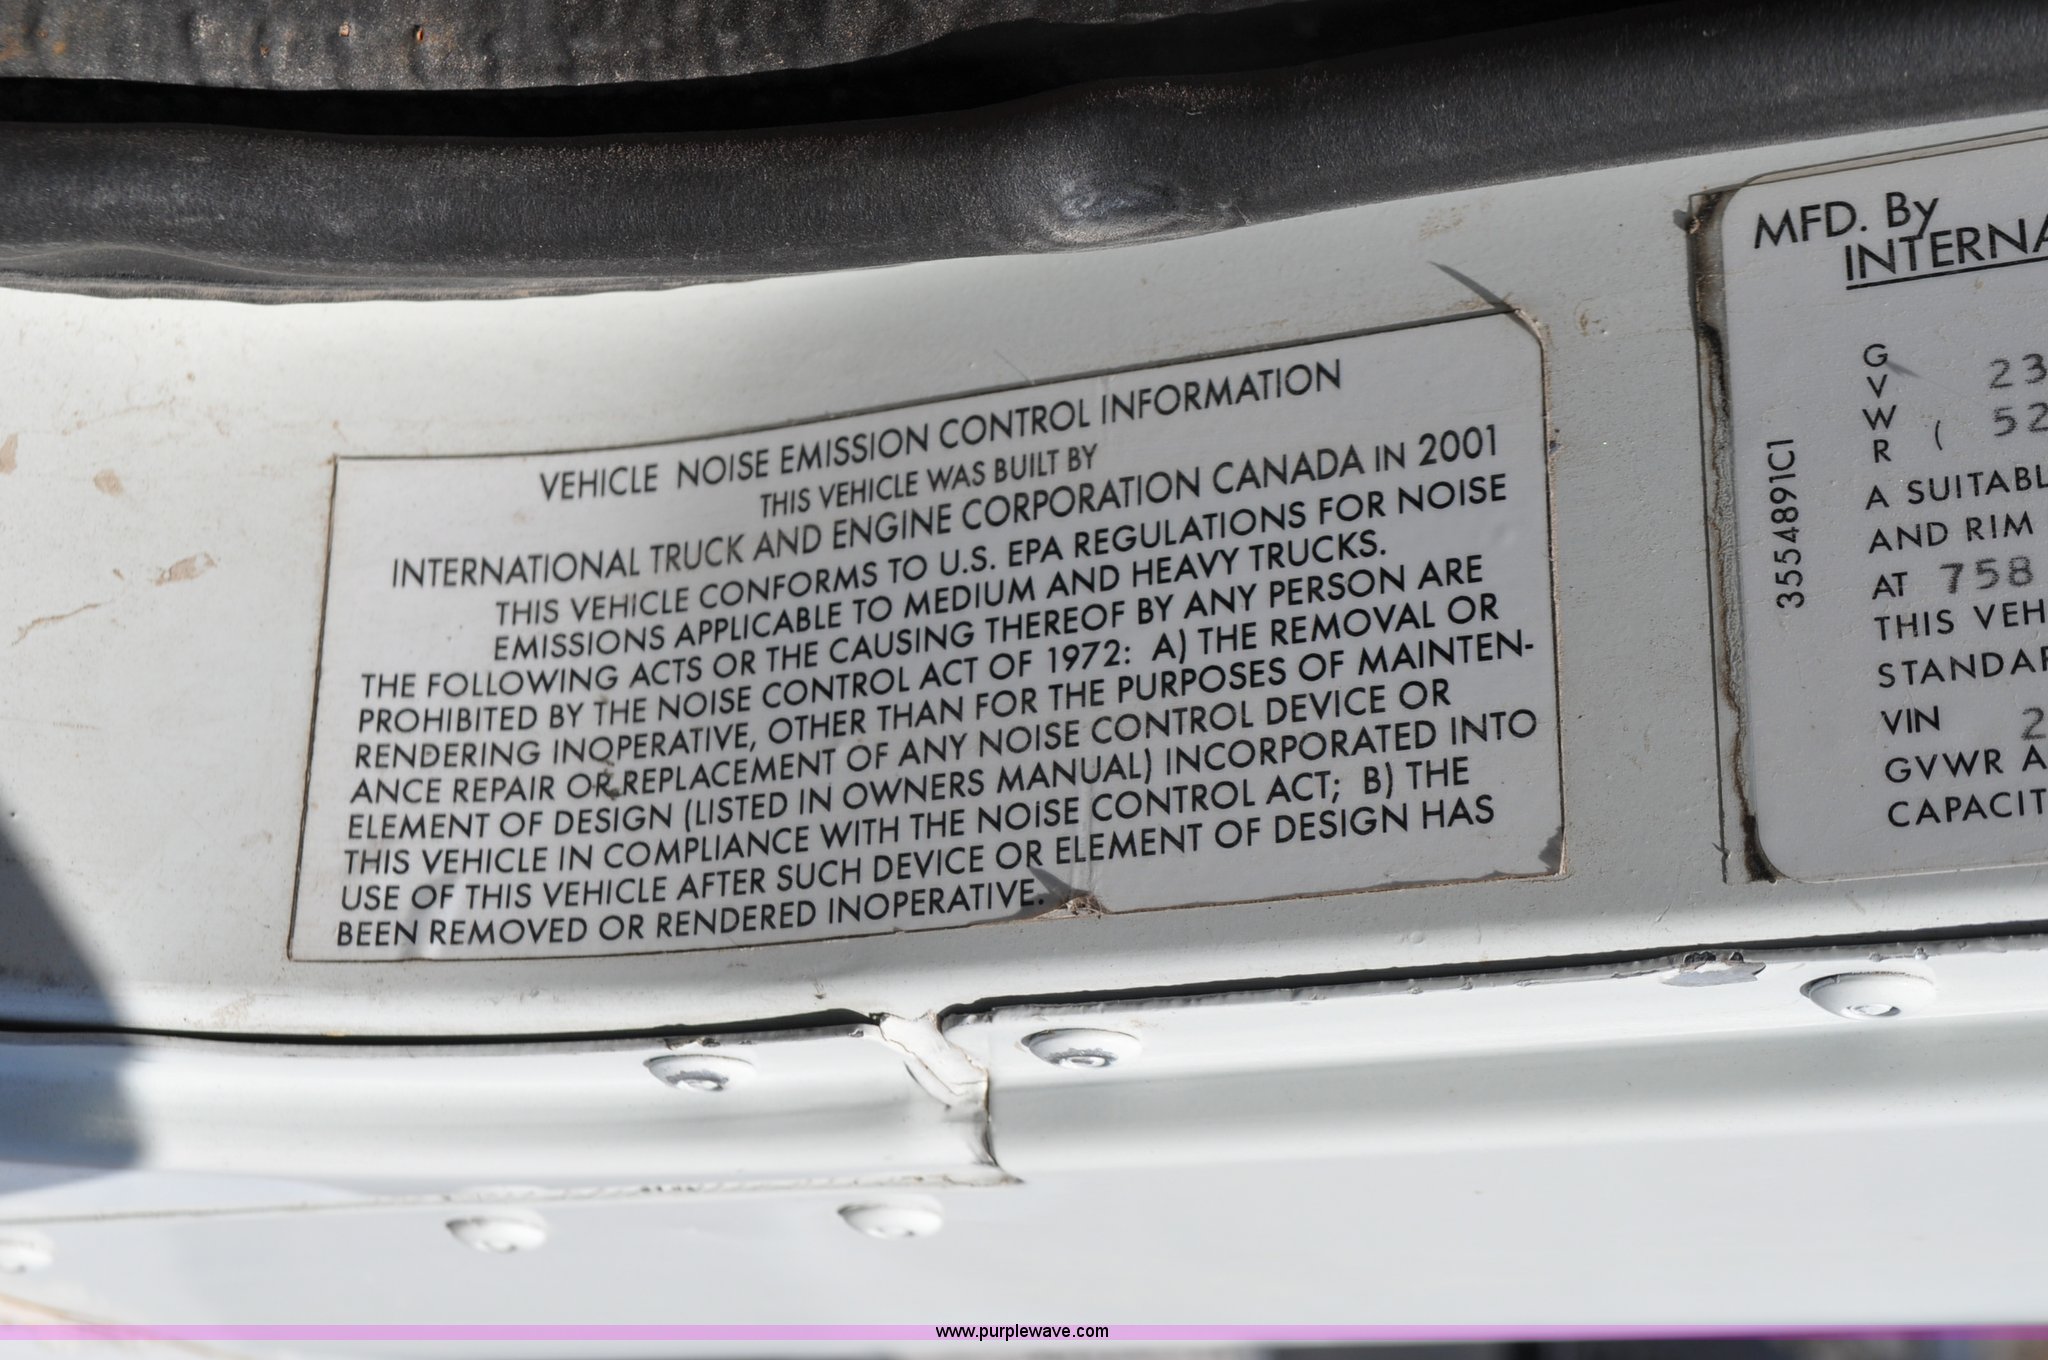 VEHICLE NOISE EMISSION CONTROL INFORMATION
THIS VEHICLE WAS BUILT BY
INTERNATIONAL TRUCK AND ENGINE CORPORATION CANADA IN 2001
THIS VEHICLE CONFORMS TO U.S. EPA REGULATIONS FOR NOISE
EMISSIONS APPLICABLE TO MEDIUM AND HEAVY TRUCKS.
THE FOLLOWING ACTS OR THE CAUSING THEREOF BY ANY PERSON ARE
PROHIBITED BY THE NOISE CONTROL ACT OF 1972: A) THE REMOVAL OR
RENDERING INOPERATIVE, OTHER THAN FOR THE PURPOSES OF MAINTEN-
ANCE REPAIR OR REPLACEMENT OF ANY NOISE CONTROL DEVICE OR
ELEMENT OF DESIGN (LISTED IN OWNERS MANUAL) INCORPORATED INTO
THIS VEHICLE IN COMPLIANCE WITH THE NOISE CONTROL ACT; B) THE
USE OF THIS VEHICLE AFTER SUCH DEVICE OR ELEMENT OF DESIGN HAS
BEEN REMOVED OR RENDERED INOPERATIVE.
3554891C1
MFD. By
INTERNA
GVWR 23
( 52
A SUITABL
AND RIM
AT 758
THIS VEH
STANDAR
VIN 2
GVWR A
CAPACIT
www.purplewave.com